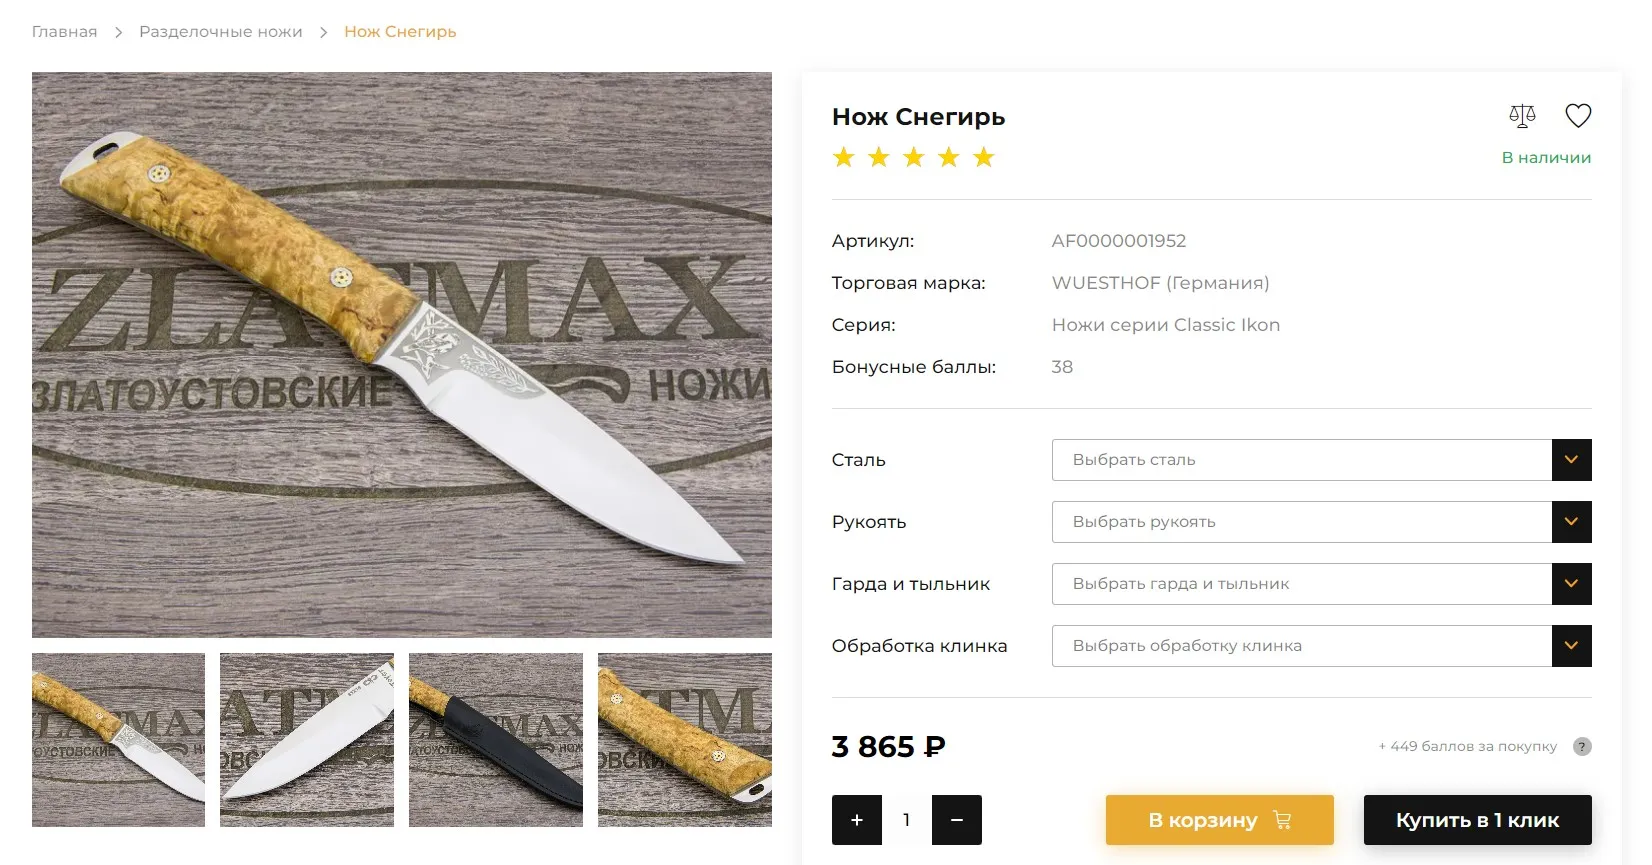 Главная > Разделочные ножи > Нож Снегирь
ZLATMAX
ЗЛАТОУСТОВСКИЕ НОЖИ
Нож Снегирь
В наличии
Артикул: AF0000001952
Торговая марка: WUESTHOF (Германия)
Серия: Ножи серии Classic Ikon
Бонусные баллы: 38
Сталь Выбрать сталь
Рукоять Выбрать рукоять
Гарда и тыльник Выбрать гарда и тыльник
Обработка клинка Выбрать обработку клинка
3 865 ₽ + 449 баллов за покупку ?
+ 1 − В корзину Купить в 1 клик